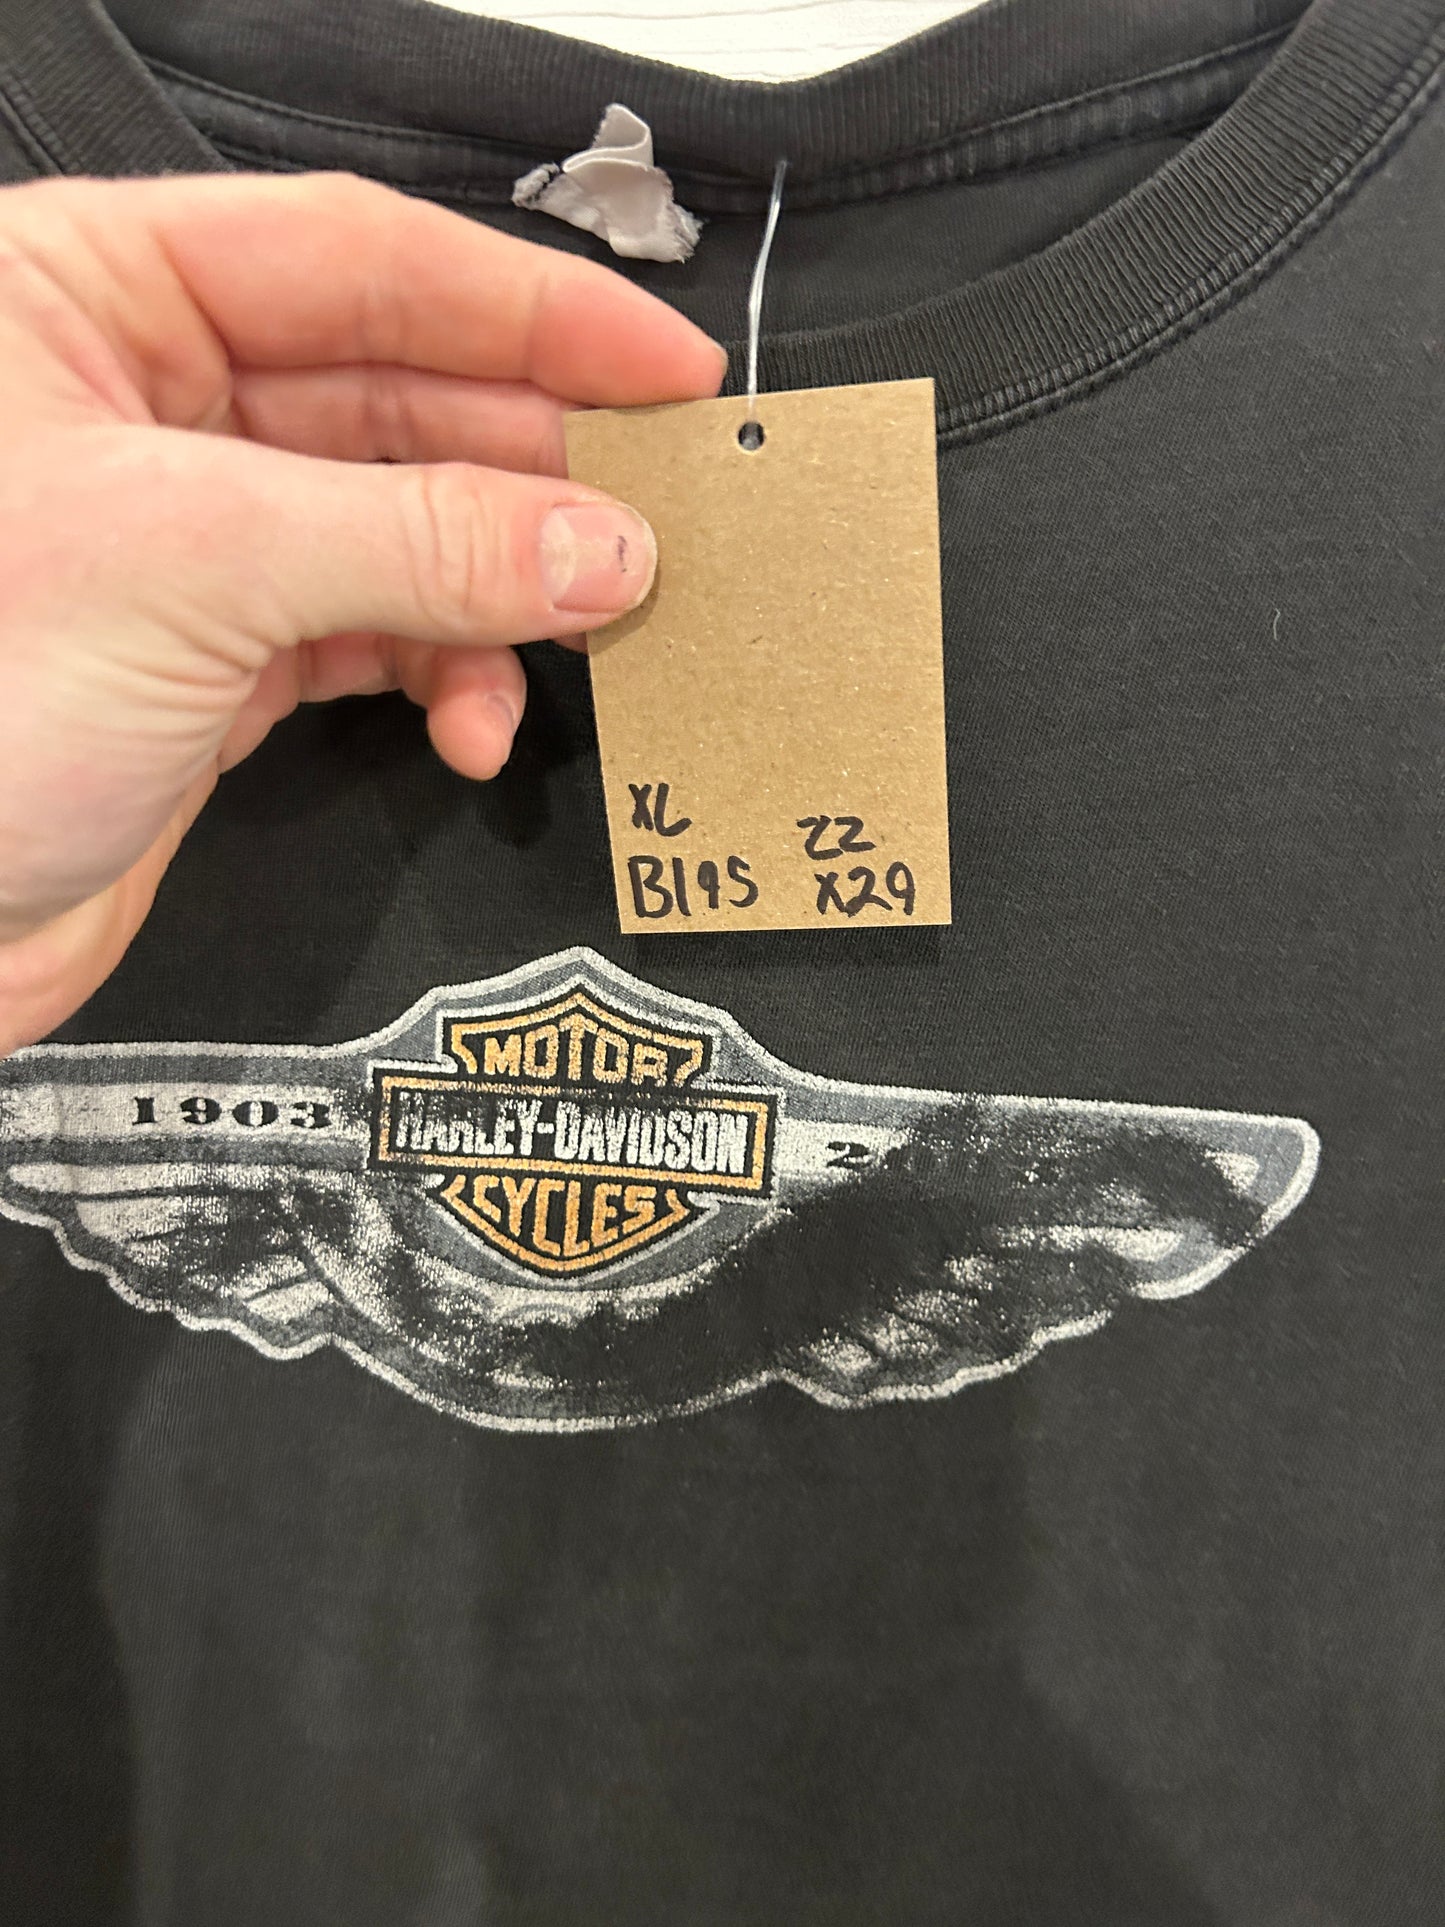 XL 22
B195 X29
MOTOR
1903 HARLEY-DAVIDSON
CYCLES